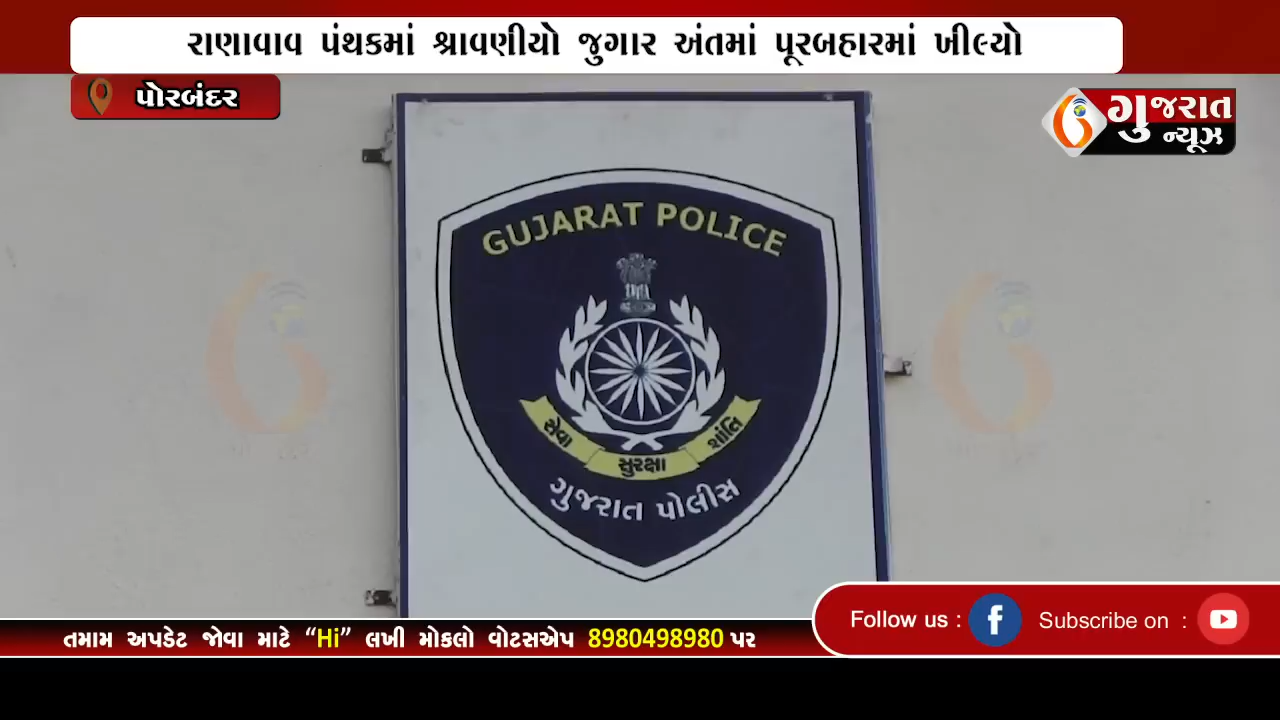 રાણાવાવ પંથકમાં શ્રાવણીયો જુગાર અંતમાં પૂરબહારમાં ખીલ્યો
પોરબંદર
ગુજરાત
ન્યૂઝ
GUJARAT POLICE
સેવા
સુરક્ષા
શાંતિ
ગુજરાત પોલીસ
Follow us :
Subscribe on :
તમામ અપડેટ જોવા માટે “Hi” લખી મોકલો વોટસએપ 8980498980 પર